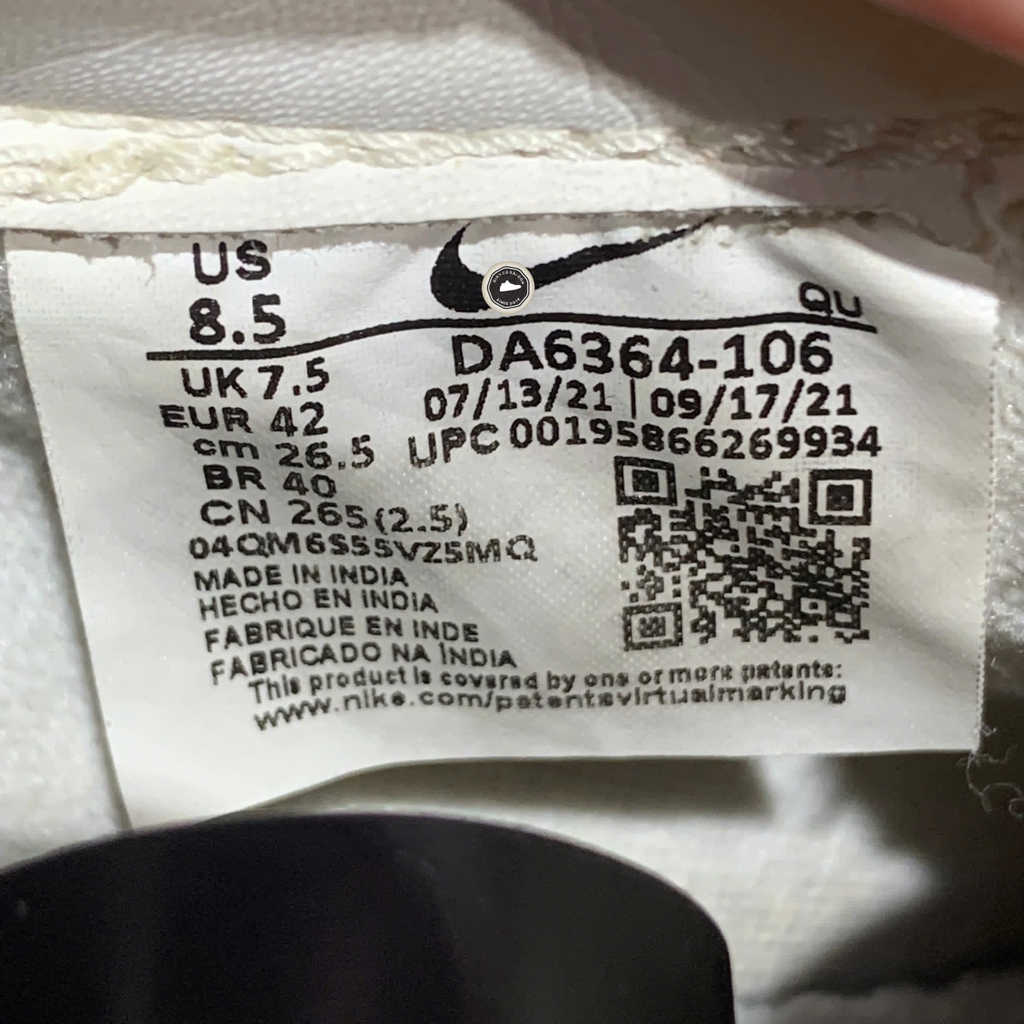 US
8.5
QU
DA6364-106
UK 7.5
07/13/21 | 09/17/21
EUR 42
UPC 00195866269934
cm 26.5
BR 40
CN 265(2.5)
04QM6S55VZ5MQ
MADE IN INDIA
HECHO EN INDIA
FABRIQUE EN INDE
FABRICADO NA ÍNDIA
This product is covered by one or more patents:
www.nike.com/patentsvirtualmarking